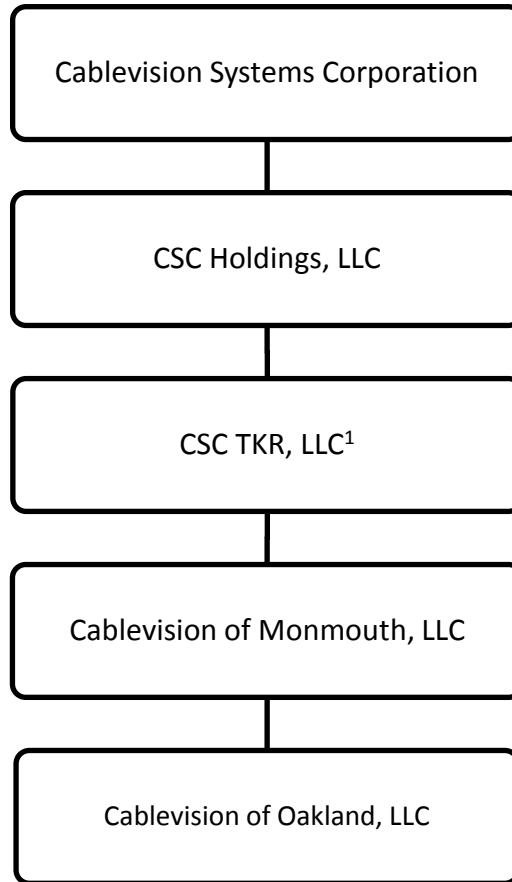 Cablevision Systems Corporation
CSC Holdings, LLC
CSC TKR, LLC¹
Cablevision of Monmouth, LLC
Cablevision of Oakland, LLC